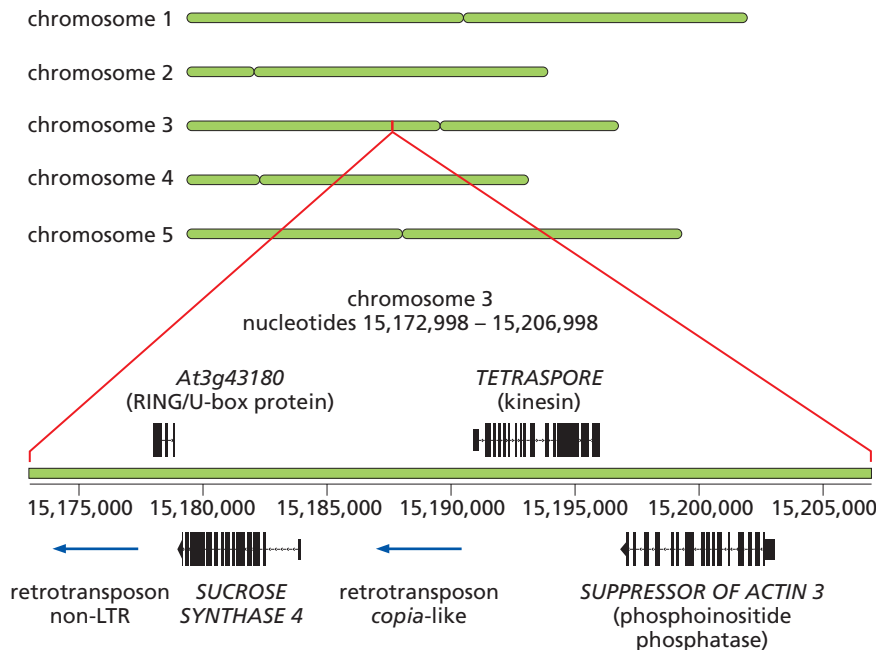 chromosome 1
chromosome 2
chromosome 3
chromosome 4
chromosome 5
chromosome 3
nucleotides 15,172,998 – 15,206,998
At3g43180
(RING/U-box protein)
TETRASPORE
(kinesin)
15,175,000 15,180,000 15,185,000 15,190,000 15,195,000 15,200,000 15,205,000
retrotransposon
non-LTR
SUCROSE
SYNTHASE 4
retrotransposon
copia-like
SUPPRESSOR OF ACTIN 3
(phosphoinositide
phosphatase)